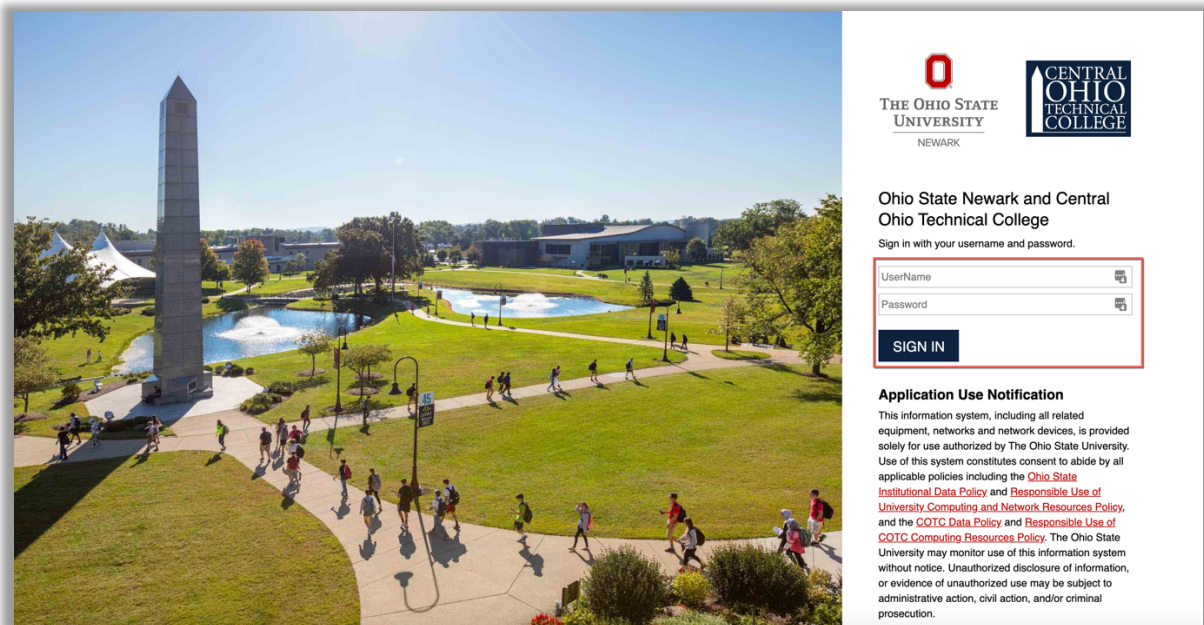 THE OHIO STATE
UNIVERSITY
NEWARK
CENTRAL
OHIO
TECHNICAL
COLLEGE
Ohio State Newark and Central
Ohio Technical College
Sign in with your username and password.
UserName
Password
SIGN IN
Application Use Notification
This information system, including all related
equipment, networks and network devices, is provided
solely for use authorized by The Ohio State University.
Use of this system constitutes consent to abide by all
applicable policies including the Ohio State
Institutional Data Policy and Responsible Use of
University Computing and Network Resources Policy,
and the COTC Data Policy and Responsible Use of
COTC Computing Resources Policy. The Ohio State
University may monitor use of this information system
without notice. Unauthorized disclosure of information,
or evidence of unauthorized use may be subject to
administrative action, civil action, and/or criminal
prosecution.
45